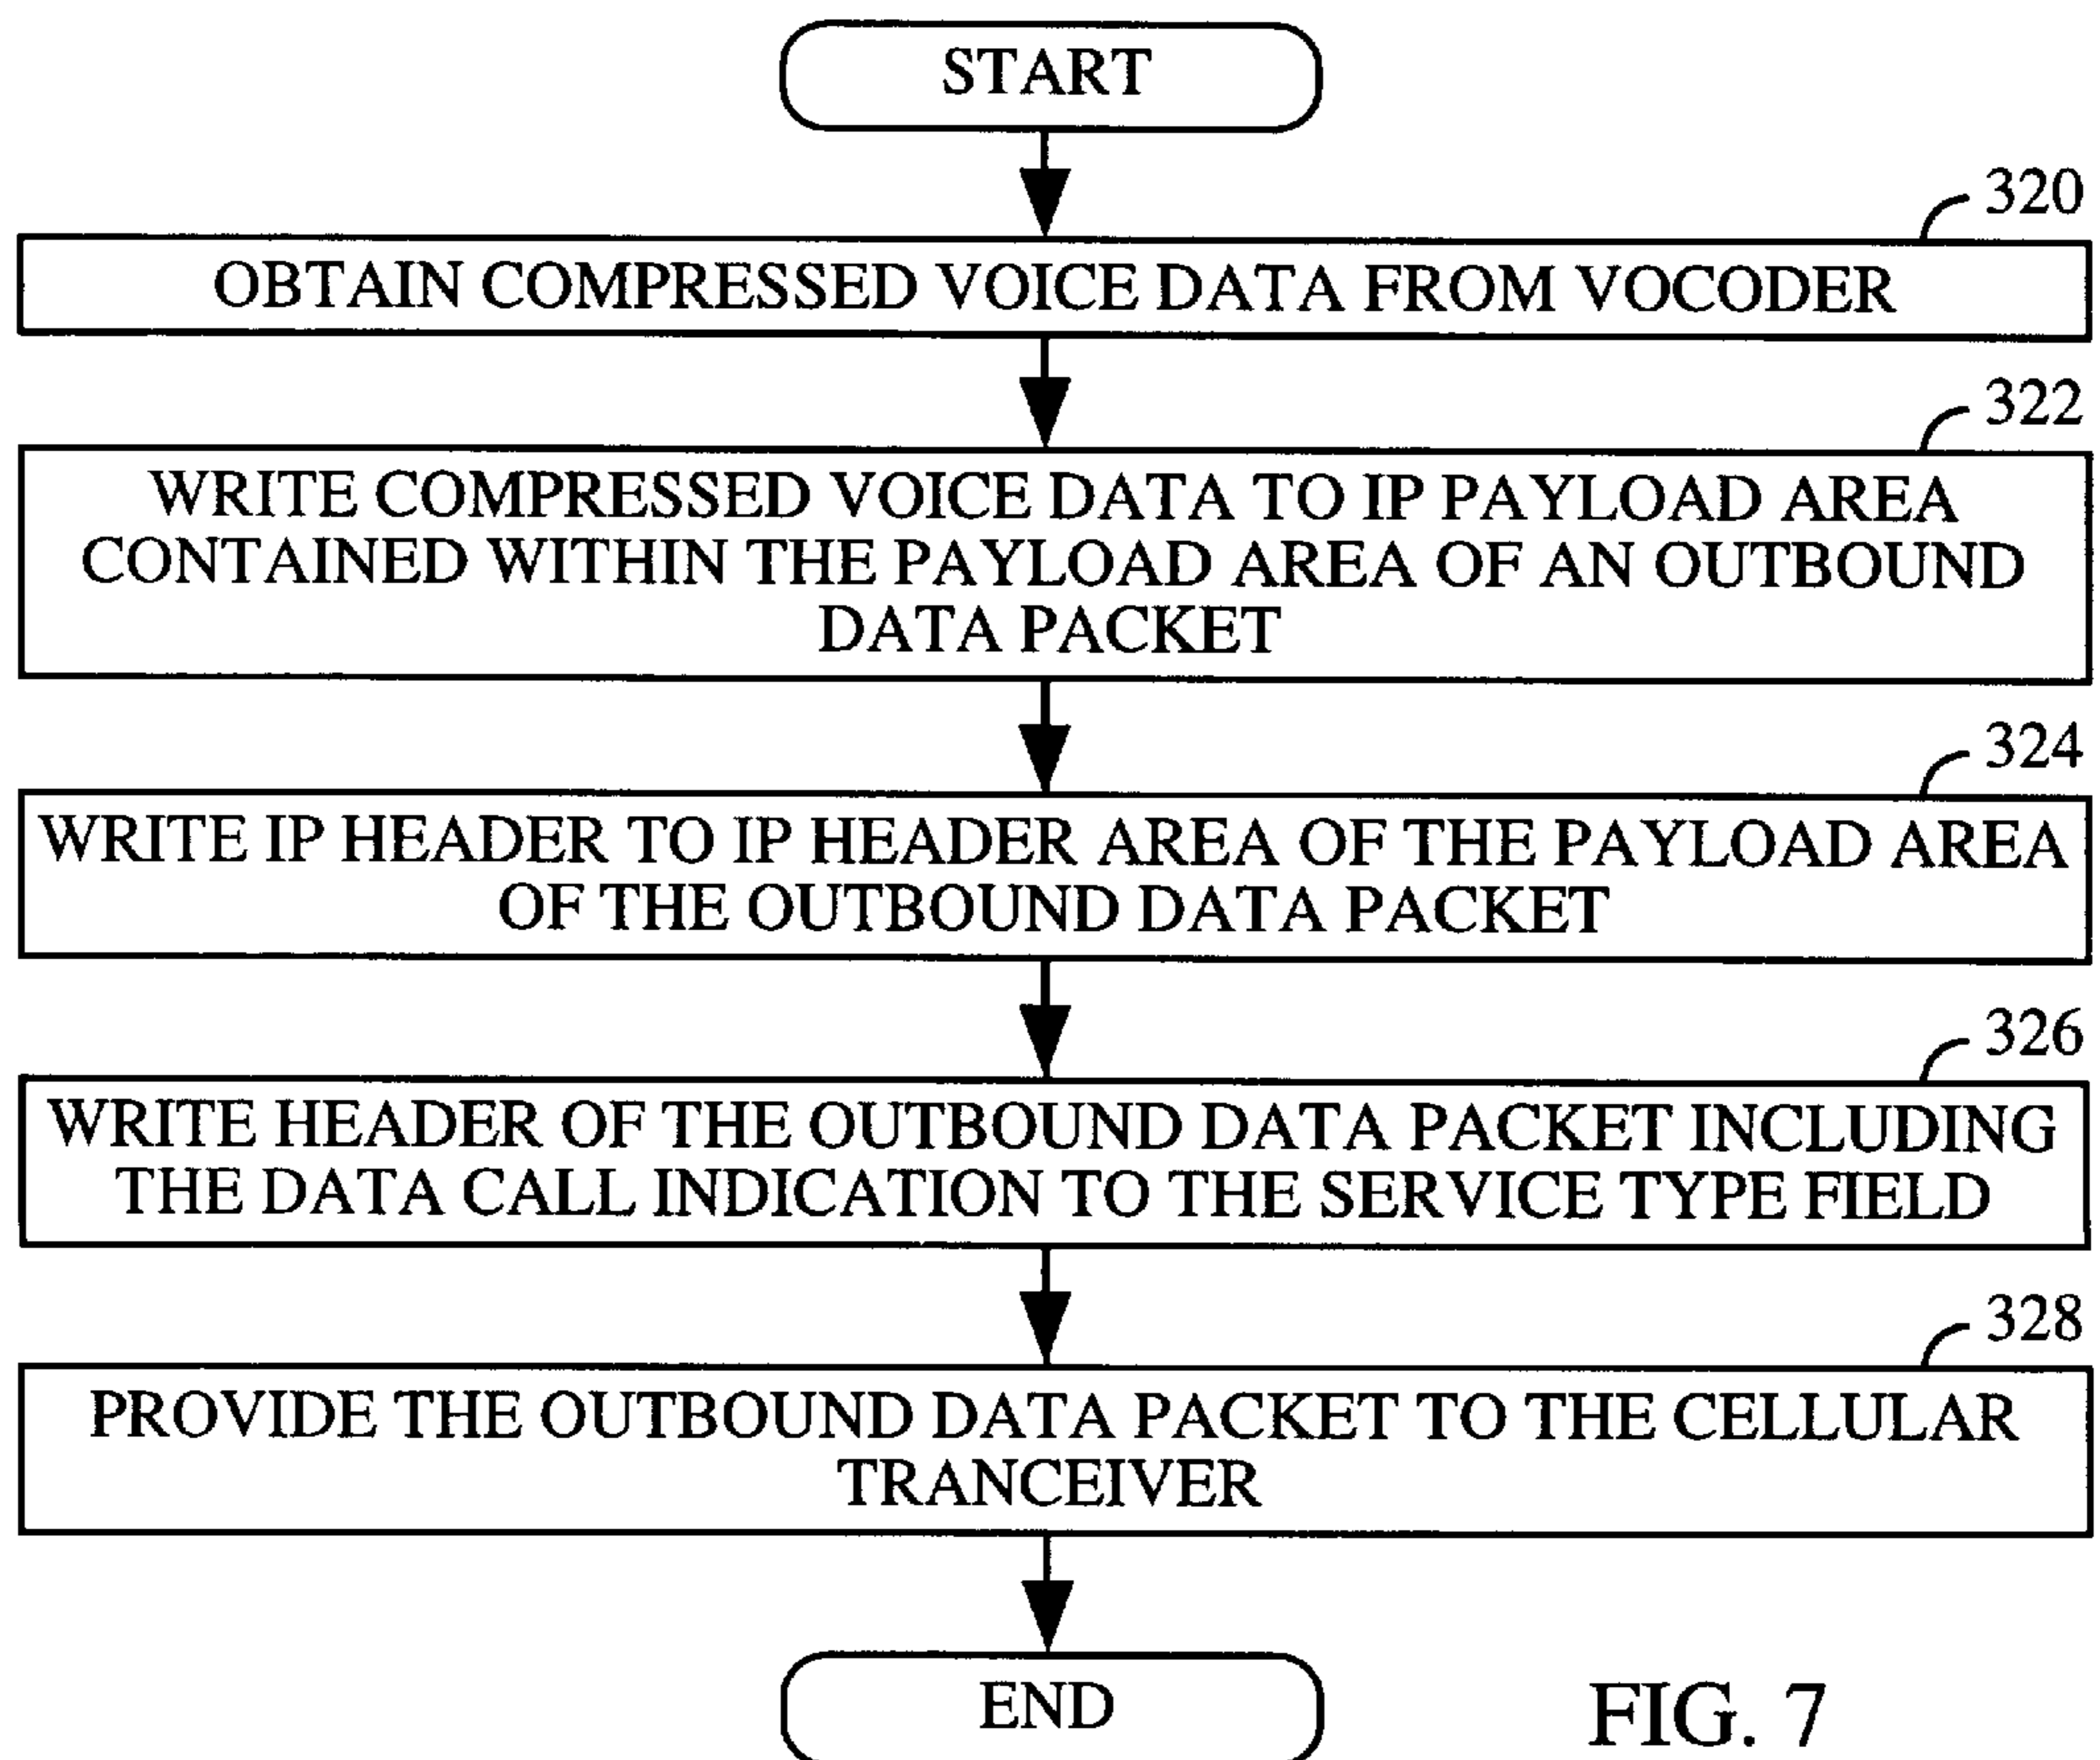 START
320
OBTAIN COMPRESSED VOICE DATA FROM VOCODER
322
WRITE COMPRESSED VOICE DATA TO IP PAYLOAD AREA
CONTAINED WITHIN THE PAYLOAD AREA OF AN OUTBOUND
DATA PACKET
324
WRITE IP HEADER TO IP HEADER AREA OF THE PAYLOAD AREA
OF THE OUTBOUND DATA PACKET
326
WRITE HEADER OF THE OUTBOUND DATA PACKET INCLUDING
THE DATA CALL INDICATION TO THE SERVICE TYPE FIELD
328
PROVIDE THE OUTBOUND DATA PACKET TO THE CELLULAR
TRANCEIVER
END
FIG. 7